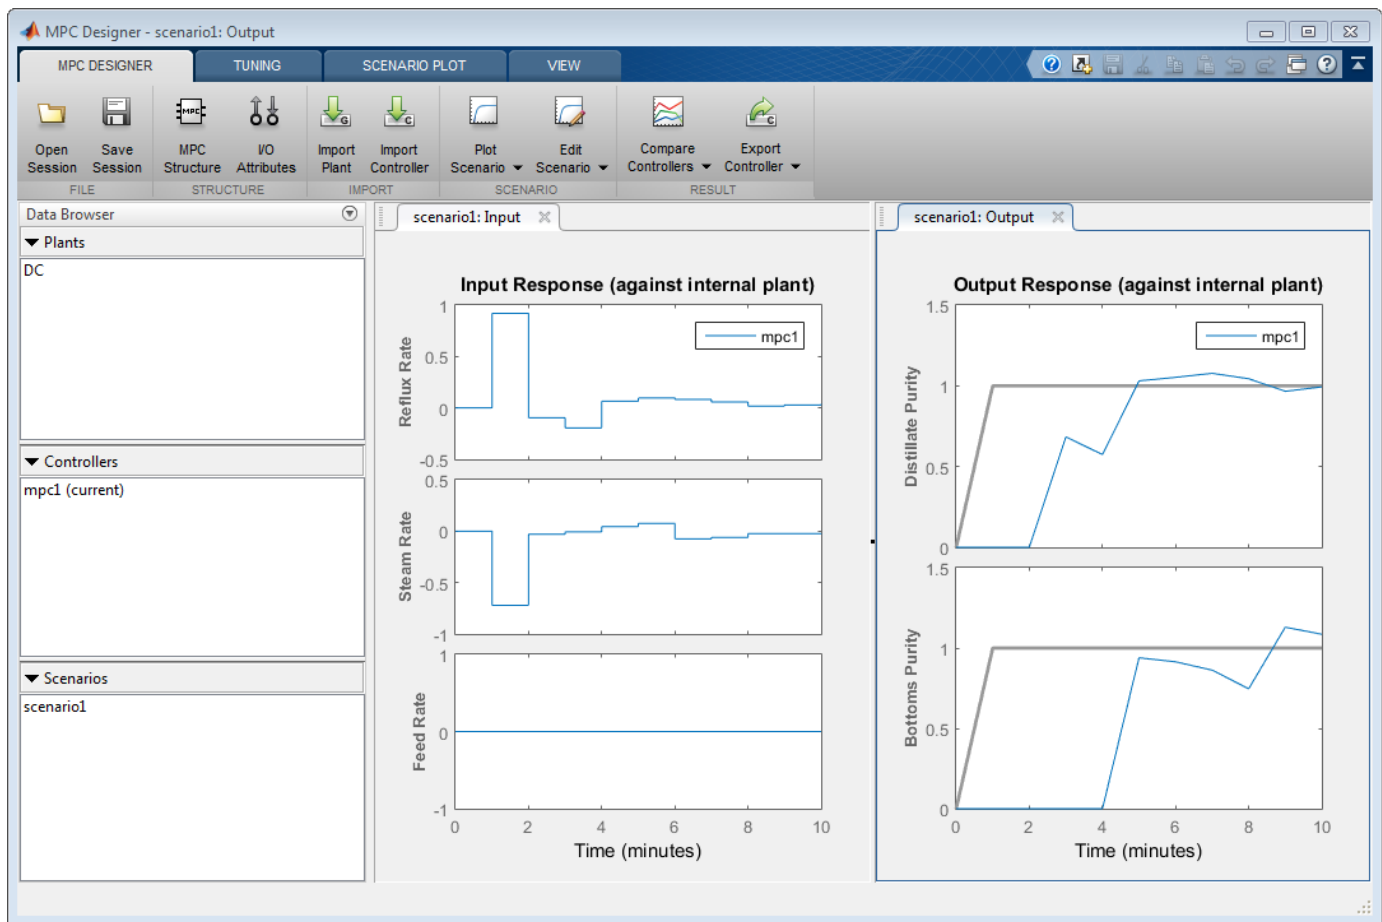 MPC Designer - scenario1: Output
MPC DESIGNER TUNING SCENARIO PLOT VIEW
Open Session
Save Session
MPC
MPC Structure
I/O Attributes
G
Import Plant
C
Import Controller
Plot Scenario
Edit Scenario
Compare Controllers
C
Export Controller
FILE STRUCTURE IMPORT SCENARIO RESULT
Data Browser
Plants
DC
Controllers
mpc1 (current)
Scenarios
scenario1
scenario1: Input
Input Response (against internal plant)
mpc1
Reflux Rate
1
0.5
0
-0.5
Steam Rate
0.5
0
-0.5
-1
Feed Rate
1
0
-1
0 2 4 6 8 10
Time (minutes)
scenario1: Output
Output Response (against internal plant)
mpc1
Distillate Purity
1.5
1
0.5
0
Bottoms Purity
1.5
1
0.5
0
0 2 4 6 8 10
Time (minutes)